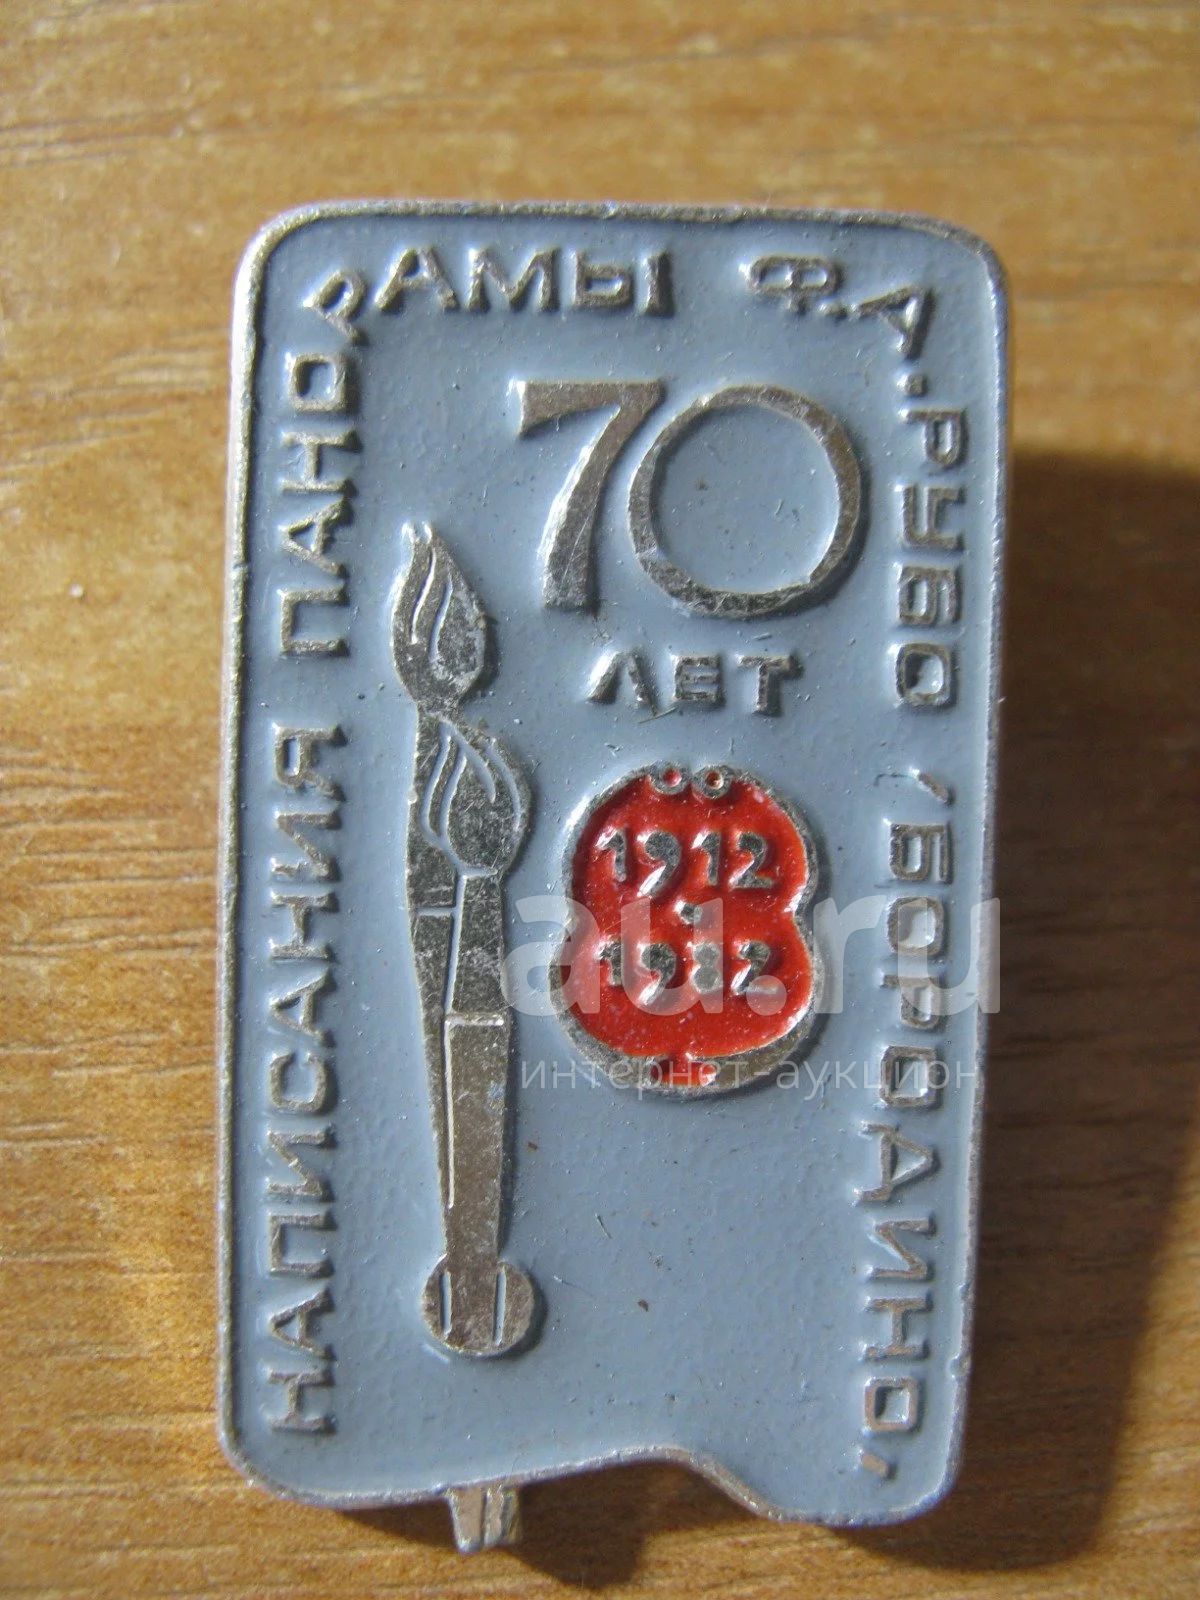 НАПИСАНИЯ ПАНОРАМЫ Ф.А.РУБО "БОРОДИНО"
70
ЛЕТ
1912
-
1982
au.ru
интернет-аукцион